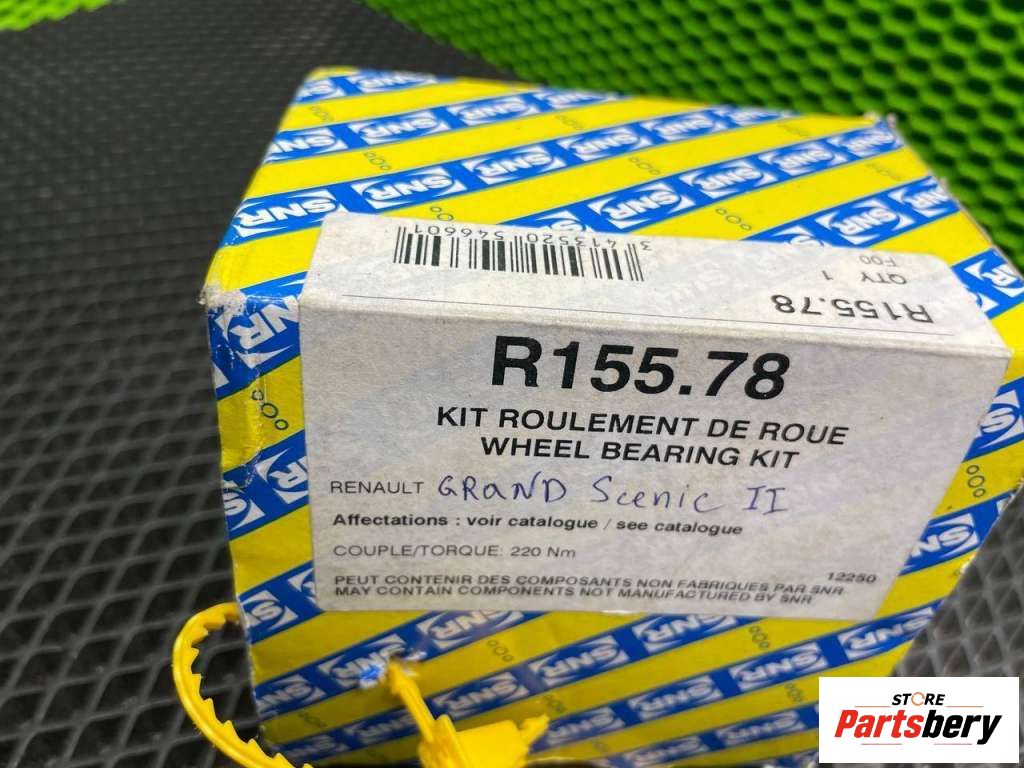 SNR
3 413520 546601
R155.78
QTY 1
F00
R155.78
KIT ROULEMENT DE ROUE
WHEEL BEARING KIT
RENAULT GRAND Scenic II
Affectations : voir catalogue / see catalogue
COUPLE/TORQUE: 220 Nm
12250
PEUT CONTENIR DES COMPOSANTS NON FABRIQUES PAR SNR
MAY CONTAIN COMPONENTS NOT MANUFACTURED BY SNR
STORE
Partsbery